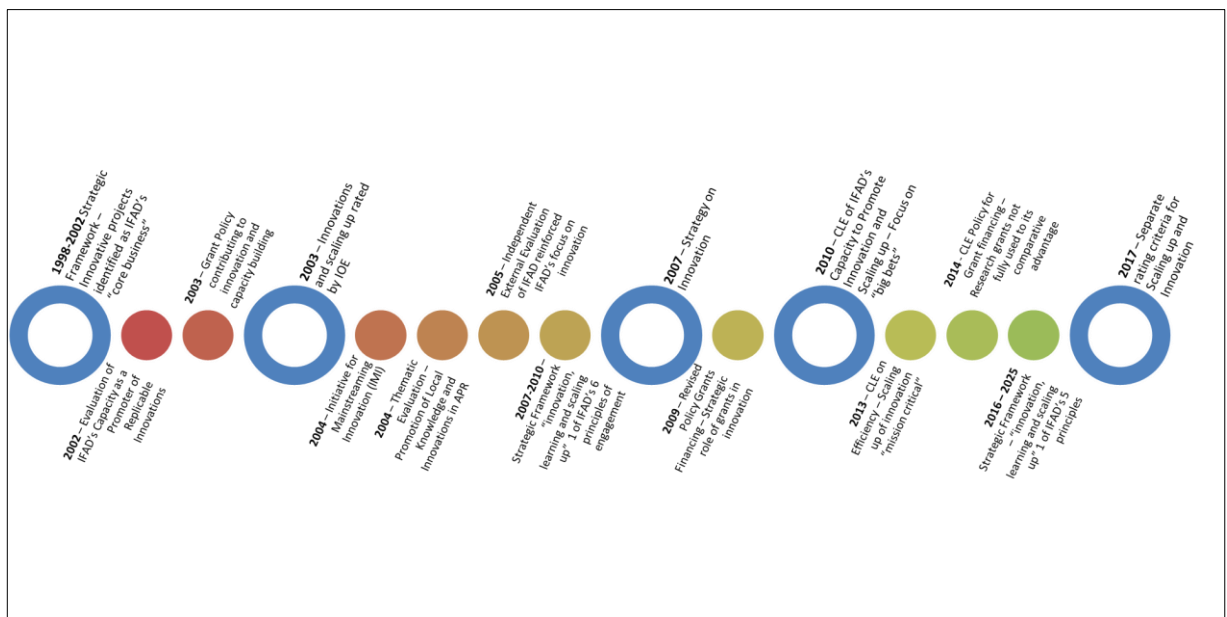 1998-2002 Strategic
Framework –
Innovative projects
identified as IFAD’s
“core business”
2002 – Evaluation of
IFAD’s Capacity as a
Promoter of
Replicable
Innovations
2003 – Grant Policy
contributing to
innovation and
capacity building
2003 – Innovations
and scaling up rated
by IOE
2004 – Initiative for
Mainstreaming
Innovation (IMI)
2004 – Thematic
Evaluation –
Promotion of Local
Knowledge and
Innovations in APR
2005 – Independent
External Evaluation
of IFAD reinforced
IFAD’s focus on
innovation
2007-2010 –
Strategic Framework
“innovation,
learning and scaling
up” 1 of IFAD’s 6
principles of
engagement
2007 – Strategy on
Innovation
2009 – Revised
Policy Grants
Financing – Strategic
role of grants in
innovation
2010 – CLE of IFAD’s
Capacity to Promote
Innovation and
Scaling up – Focus on
“big bets”
2013 – CLE on
Efficiency – Scaling
up of innovation
“mission critical”
2014 - CLE Policy for
Grant financing –
Research grants not
fully used to its
comparative
advantage
2016 – 2025
Strategic Framework
– “innovation,
learning and scaling
up” 1 of IFAD’s 5
principles
2017 – Separate
rating criteria for
Scaling up and
Innovation